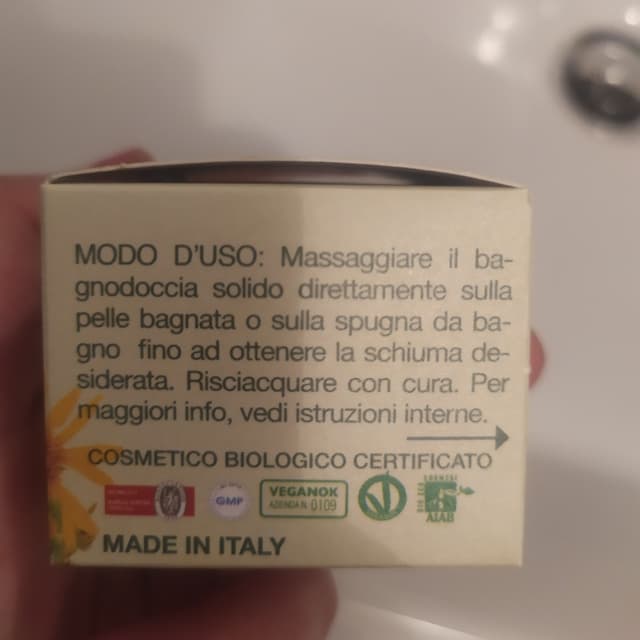 MODO D'USO: Massaggiare il ba-
gnodoccia solido direttamente sulla
pelle bagnata o sulla spugna da ba-
gno fino ad ottenere la schiuma de-
siderata. Risciacquare con cura. Per
maggiori info, vedi istruzioni interne.
COSMETICO BIOLOGICO CERTIFICATO
GMP
VEGANOK
AZIENDA N. 0109
AIAB
MADE IN ITALY